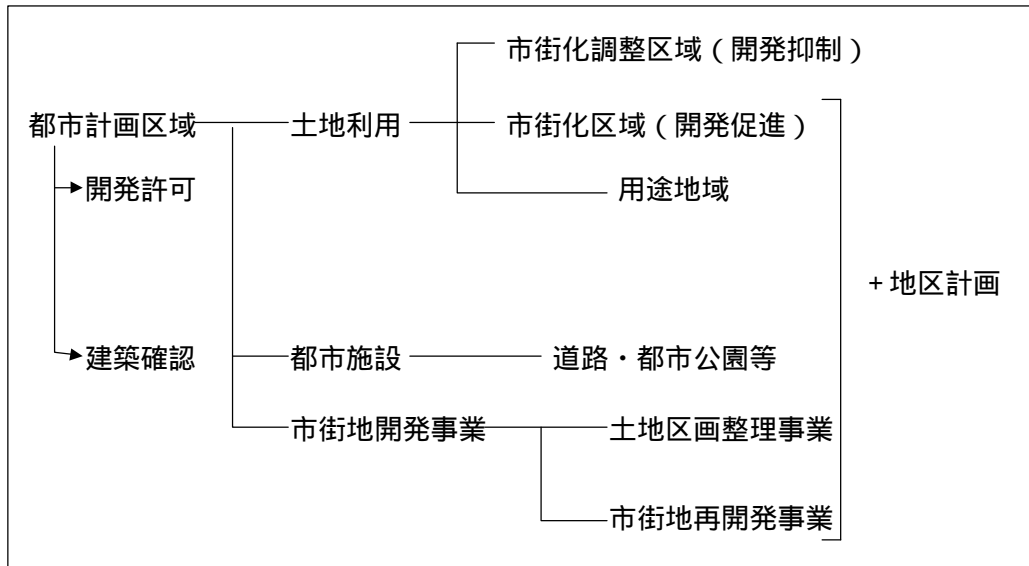 市街化調整区域（開発抑制）
都市計画区域 土地利用 市街化区域（開発促進）
開発許可 用途地域
+ 地区計画
建築確認 都市施設 道路・都市公園等
市街地開発事業 土地区画整理事業
市街地再開発事業